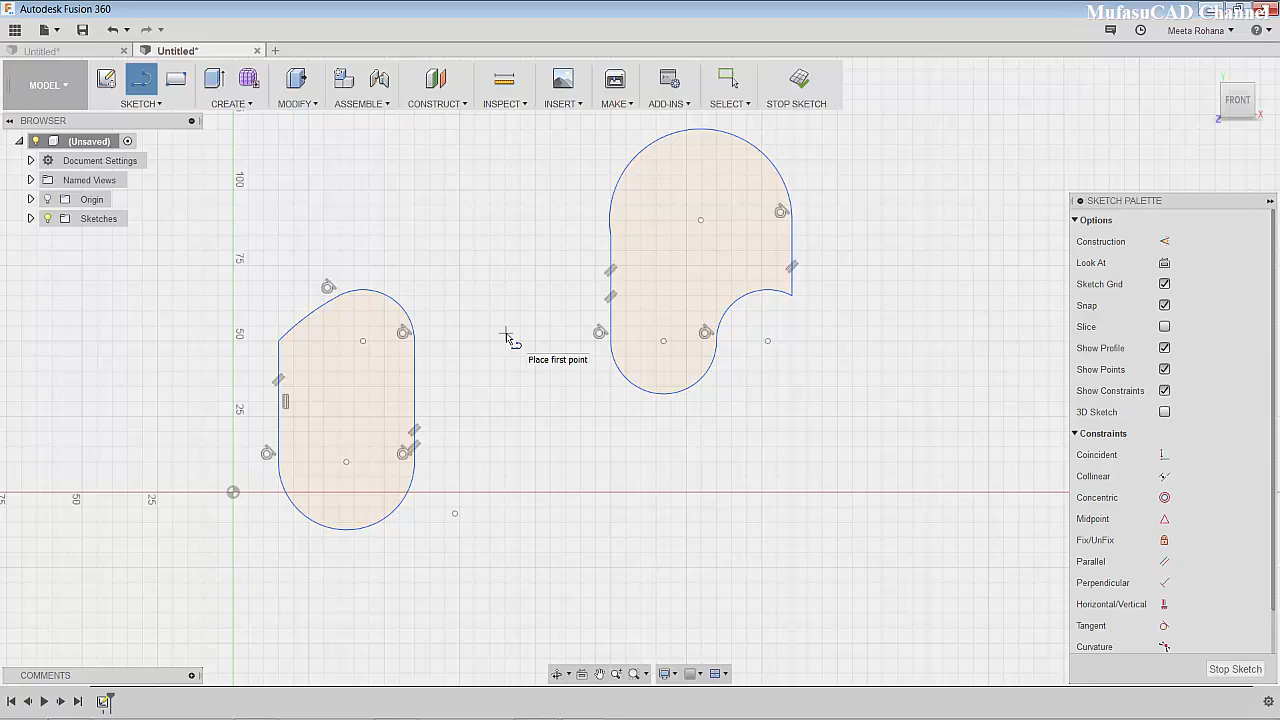 Autodesk Fusion 360
MufasuCAD Channel
Meeta Rohana
Untitled*
Untitled*
MODEL
SKETCH
CREATE
MODIFY
ASSEMBLE
CONSTRUCT
INSPECT
INSERT
MAKE
ADD-INS
SELECT
STOP SKETCH
BROWSER
(Unsaved)
Document Settings
Named Views
Origin
Sketches
100
75
50
25
75
50
25
Place first point
Y
FRONT
X
Z
SKETCH PALETTE
Options
Construction
Look At
Sketch Grid
Snap
Slice
Show Profile
Show Points
Show Constraints
3D Sketch
Constraints
Coincident
Collinear
Concentric
Midpoint
Fix/UnFix
Parallel
Perpendicular
Horizontal/Vertical
Tangent
Curvature
Stop Sketch
COMMENTS